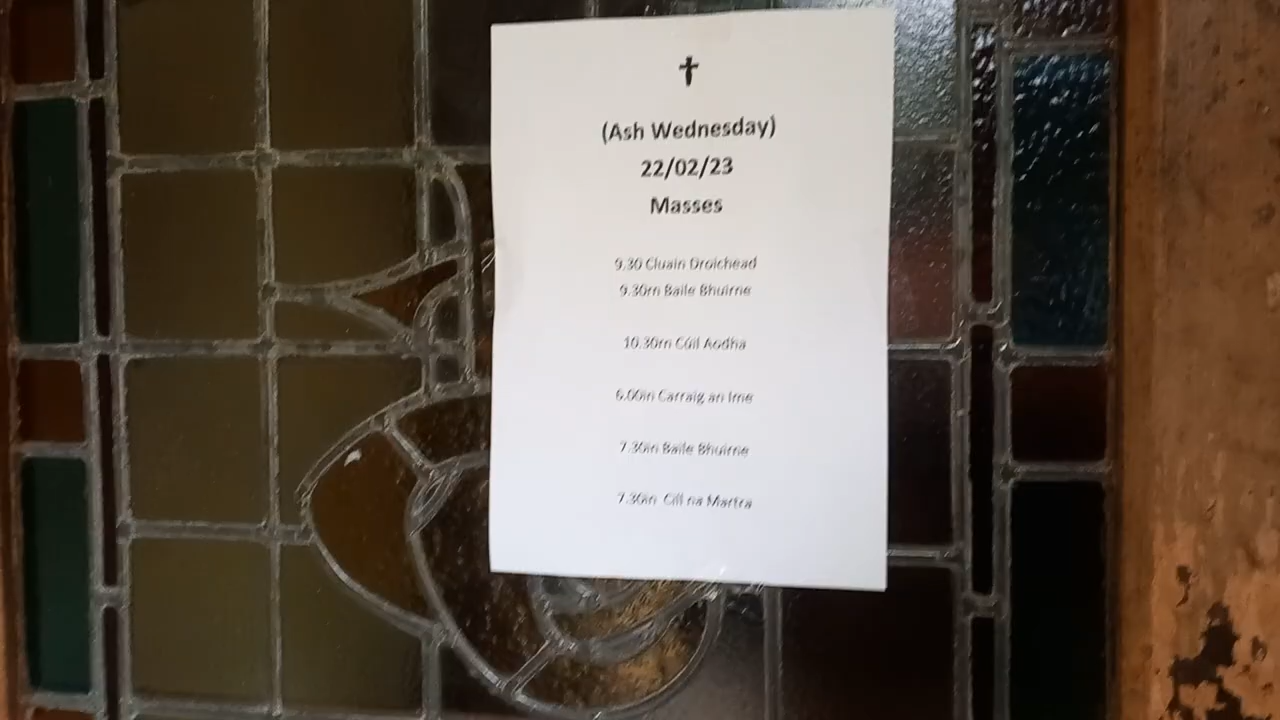 (Ash Wednesday)
22/02/23
Masses
9.30 Cluain Droichead
9.30rn Baile Bhuirne
10.30rn Cúil Aodha
6.00in Carraig an Ime
7.30in Baile Bhuirne
7.30in Cill na Martra